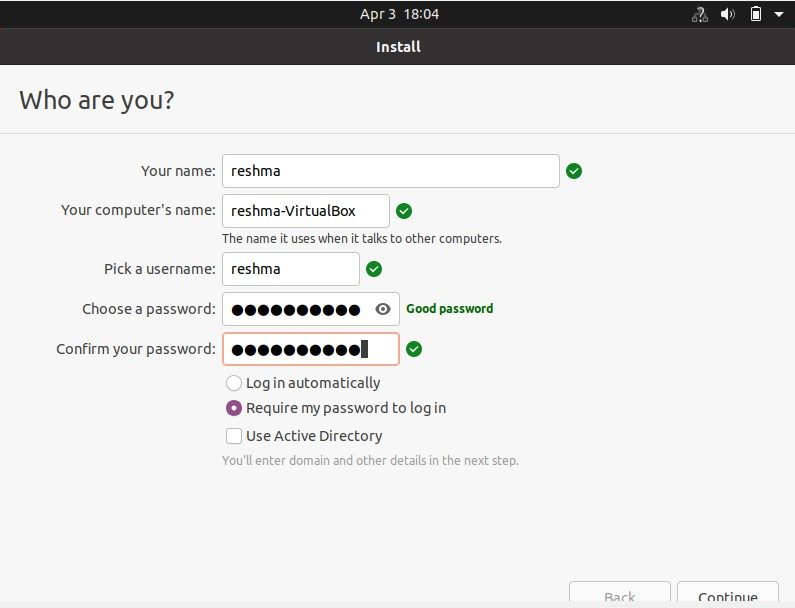 Apr 3 18:04
Install
Who are you?
Your name: reshma
Your computer's name: reshma-VirtualBox
The name it uses when it talks to other computers.
Pick a username: reshma
Choose a password: ●●●●●●●●●● Good password
Confirm your password: ●●●●●●●●●●
Log in automatically
Require my password to log in
Use Active Directory
You'll enter domain and other details in the next step.
Back Continue